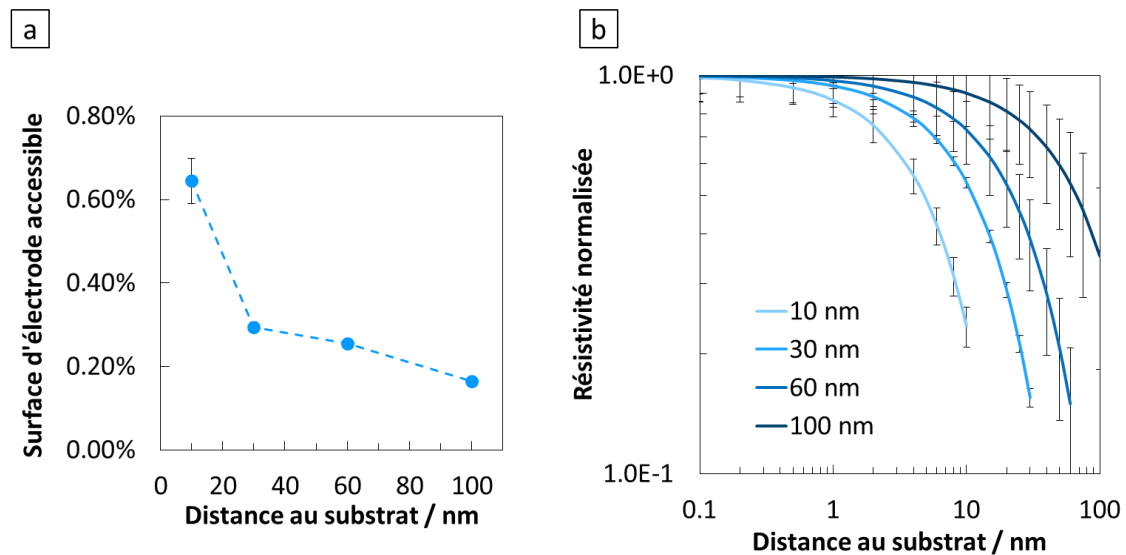 a
Surface d'électrode accessible
0.80%
0.60%
0.40%
0.20%
0.00%
0 20 40 60 80 100
Distance au substrat / nm
b
Résistivité normalisée
1.0E+0
1.0E-1
10 nm
30 nm
60 nm
100 nm
0.1 1 10 100
Distance au substrat / nm